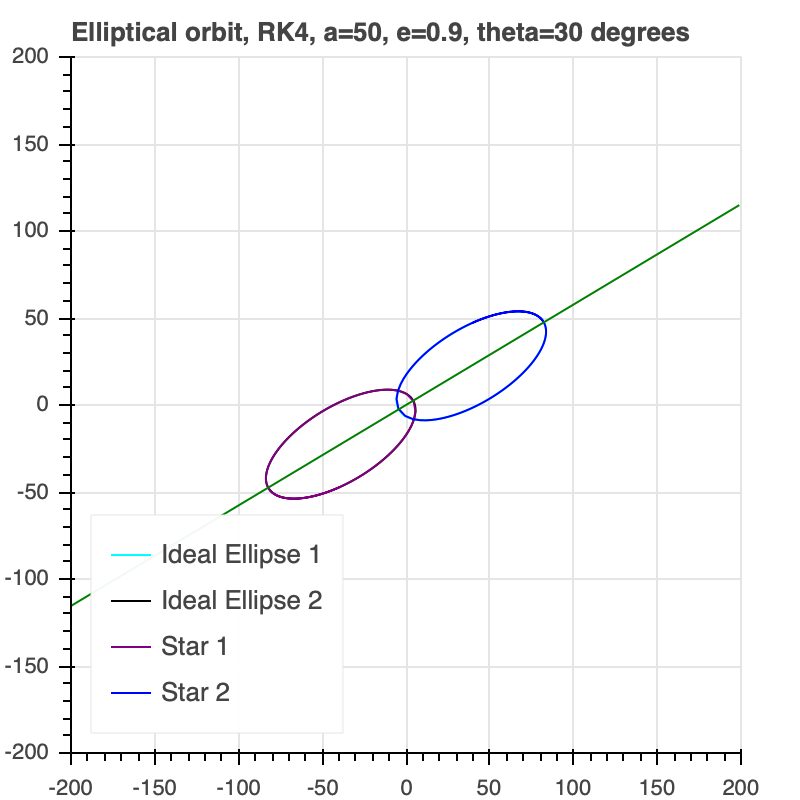 Elliptical orbit, RK4, a=50, e=0.9, theta=30 degrees
200
150
100
50
0
-50
-100
-150
-200
Ideal Ellipse 1
Ideal Ellipse 2
Star 1
Star 2
-200 -150 -100 -50 0 50 100 150 200